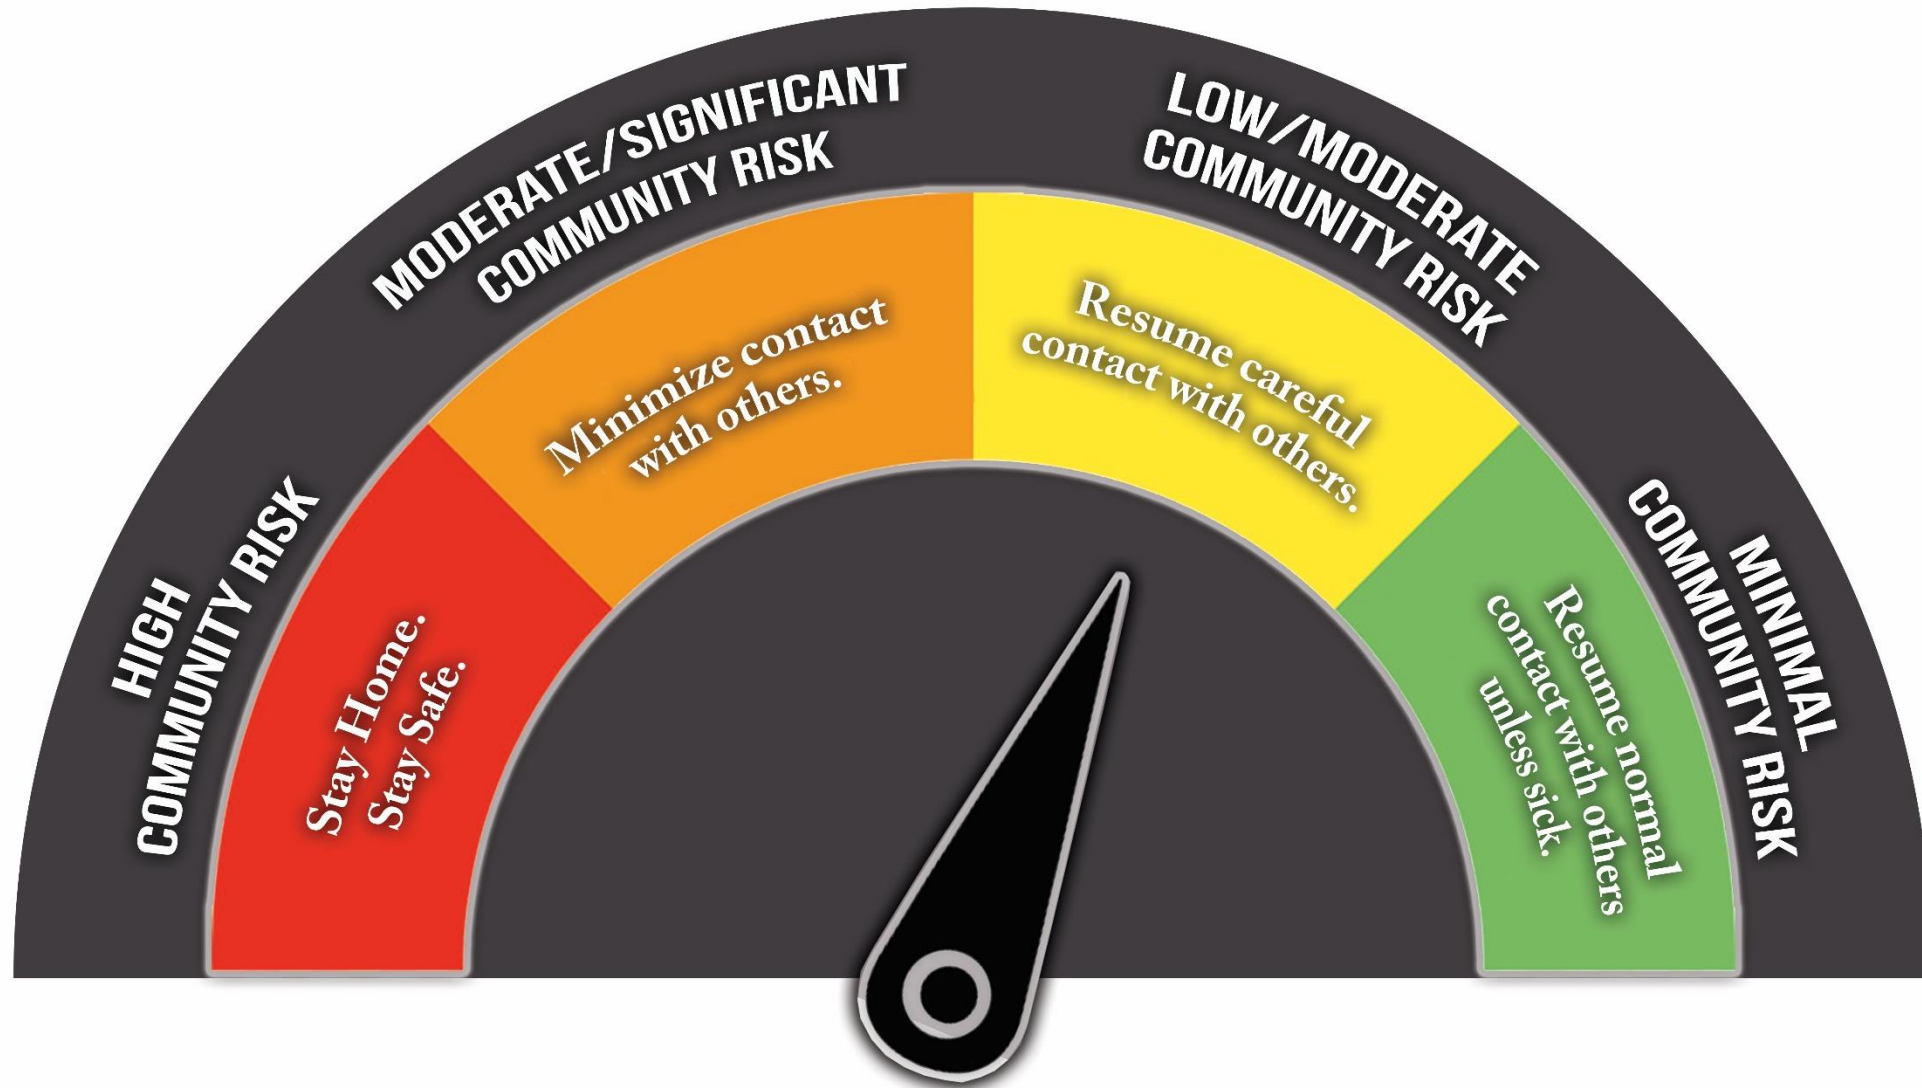 HIGH
COMMUNITY RISK
Stay Home.
Stay Safe.
MODERATE/SIGNIFICANT
COMMUNITY RISK
Minimize contact
with others.
LOW/MODERATE
COMMUNITY RISK
Resume careful
contact with others.
MINIMAL
COMMUNITY RISK
Resume normal
contact with others
unless sick.